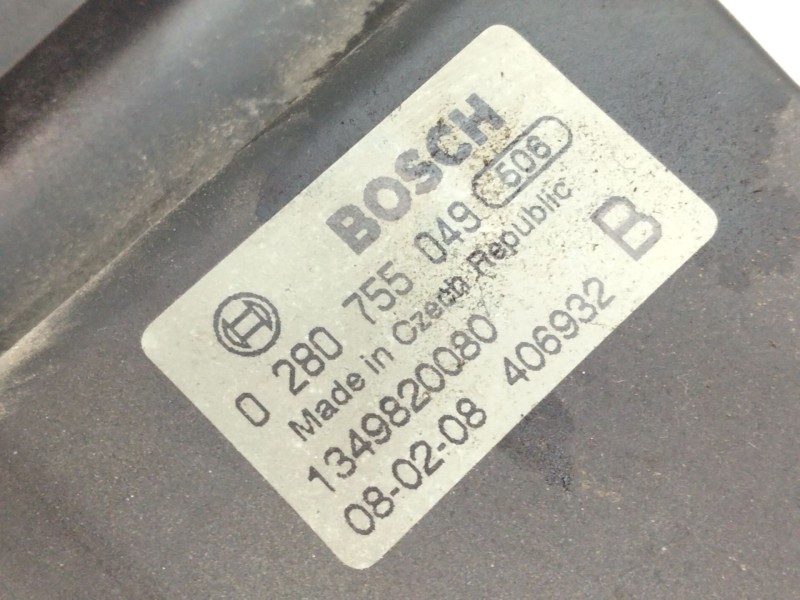 BOSCH
0 280 755 049 506
Made in Czech Republic
1349820080 B
08-02-08 406932